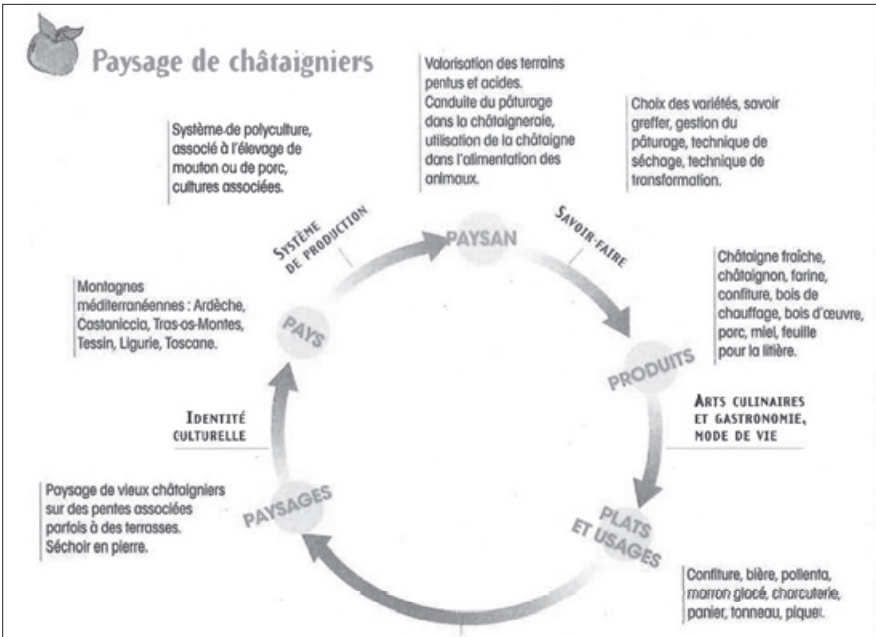 Paysage de châtaigniers
Valorisation des terrains
pentus et acides.
Conduite du pâturage
dans la châtaigneraie,
utilisation de la châtaigne
dans l'alimentation des
animaux.
Choix des variétés, savoir
greffer, gestion du
pâturage, technique de
séchage, technique de
transformation.
Système de polyculture,
associé à l'élevage de
mouton ou de porc,
cultures associées.
SYSTÈME
DE PRODUCTION
PAYSAN
SAVOIR-FAIRE
Montagnes
méditerranéennes : Ardèche,
Castaniccia, Tras-os-Montes,
Tessin, Ligurie, Toscane.
PAYS
Châtaigne fraîche,
châtaignon, farine,
confiture, bois de
chauffage, bois d'œuvre,
porc, miel, feuille
pour la litière.
PRODUITS
IDENTITÉ
CULTURELLE
ARTS CULINAIRES
ET GASTRONOMIE,
MODE DE VIE
Paysage de vieux châtaigniers
sur des pentes associées
parfois à des terrasses.
Séchoir en pierre.
PAYSAGES
PLATS
ET USAGES
Confiture, bière, pollenta,
marron glacé, charcuterie,
panier, tonneau, piquet.